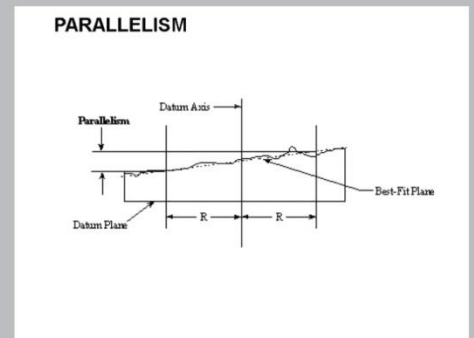 PARALLELISM
Datum Axis
Parallelism
Best-Fit Plane
R
R
Datum Plane